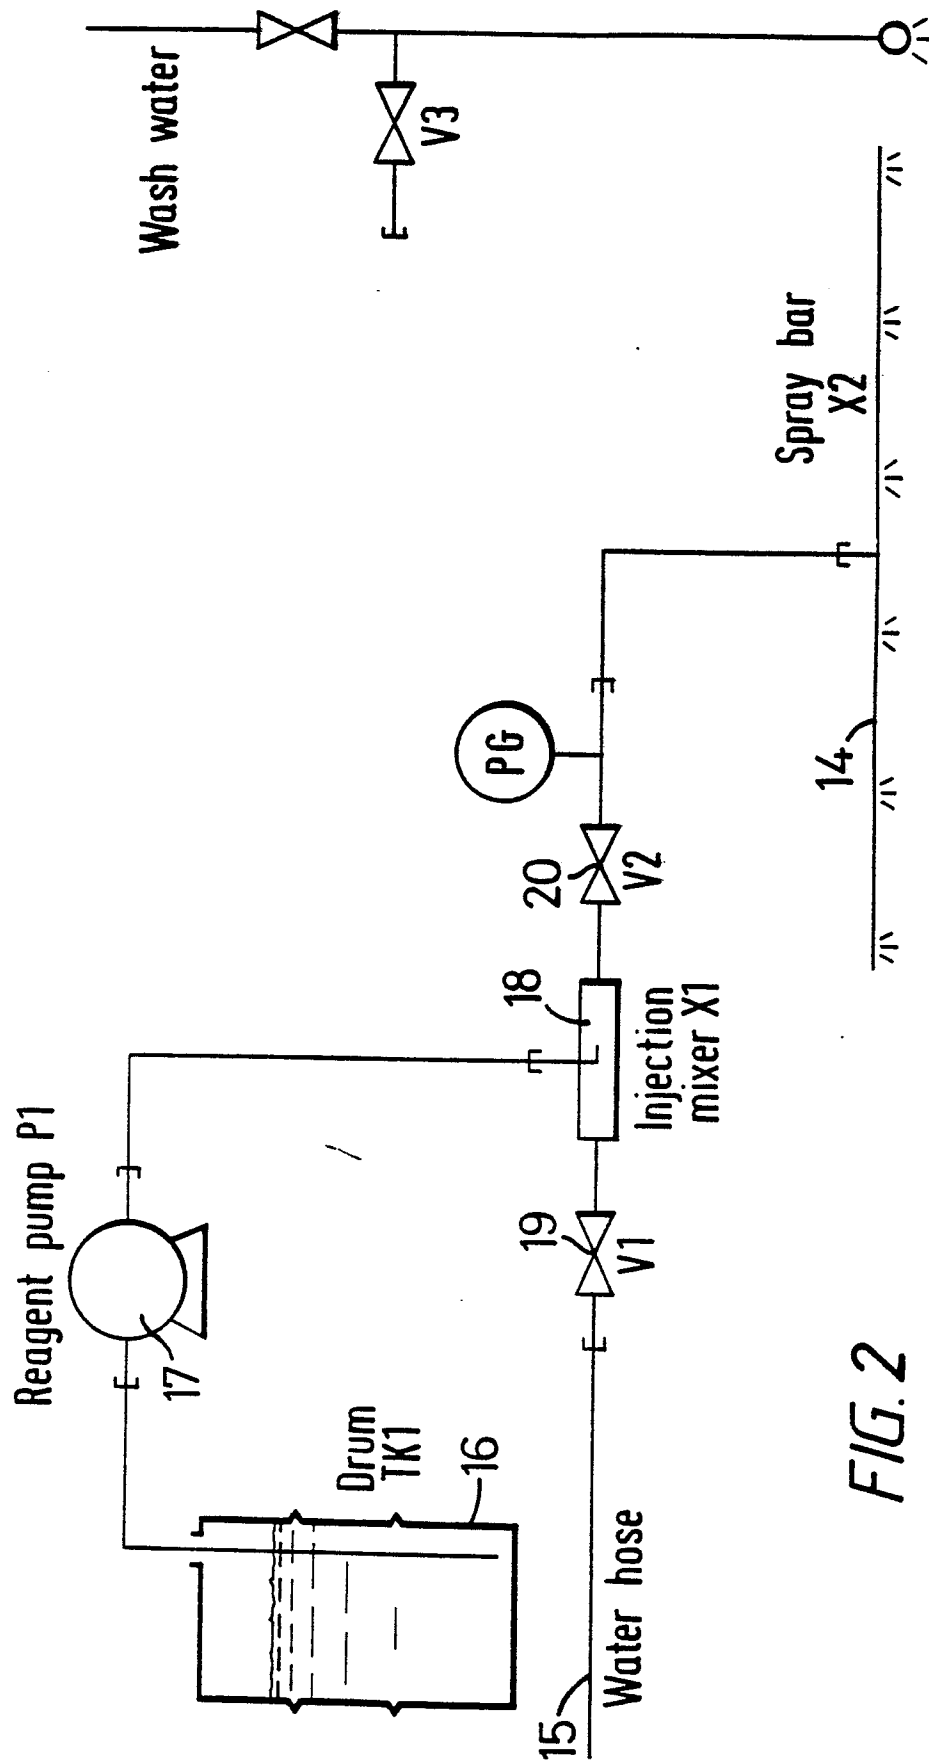 Reagent pump P1
17
Drum
TK1
16
Wash water
V3
PG
20
V2
18
Injection
mixer X1
19
V1
15
Water hose
Spray bar
X2
14
FIG. 2